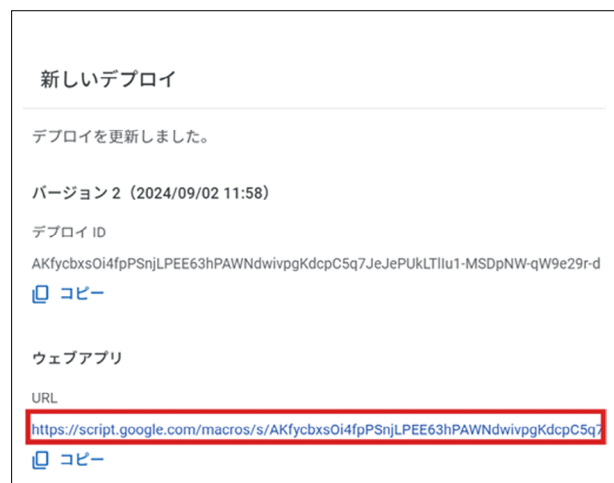 新しいデプロイ
デプロイを更新しました。
バージョン 2（2024/09/02 11:58）
デプロイ ID
AKfycbxsOi4fpPSnjLPEE63hPAWNdwivpgKdcpC5q7JeJePUkLTlIu1-MSDpNW-qW9e29r-d
コピー
ウェブアプリ
URL
https://script.google.com/macros/s/AKfycbxsOi4fpPSnjLPEE63hPAWNdwivpgKdcpC5q7
コピー